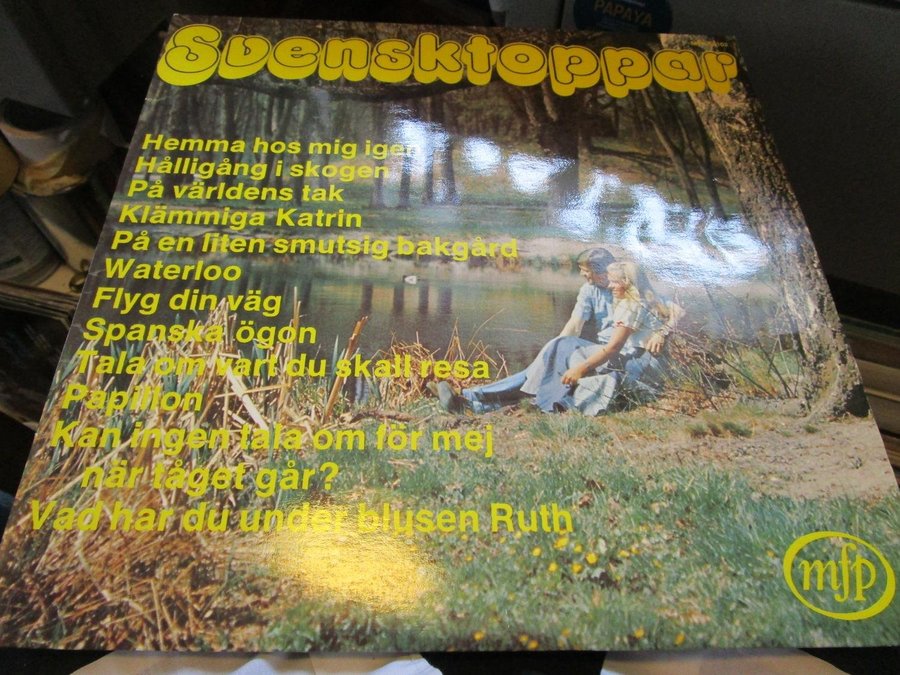 PAPAYA
Svensktoppar
Hemma hos mig igen
Hålligång i skogen
På världens tak
Klämmiga Katrin
På en liten smutsig bakgård
Waterloo
Flyg din väg
Spanska ögon
Tala om vart du skall resa
Papillon
Kan ingen tala om för mej
när tåget går?
Vad har du under blusen Ruth
mfp